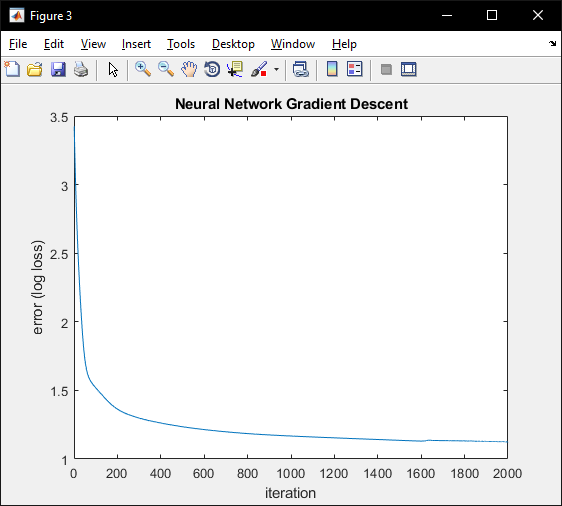 Figure 3
File Edit View Insert Tools Desktop Window Help
Neural Network Gradient Descent
3.5
3
2.5
2
1.5
1
error (log loss)
0 200 400 600 800 1000 1200 1400 1600 1800 2000
iteration